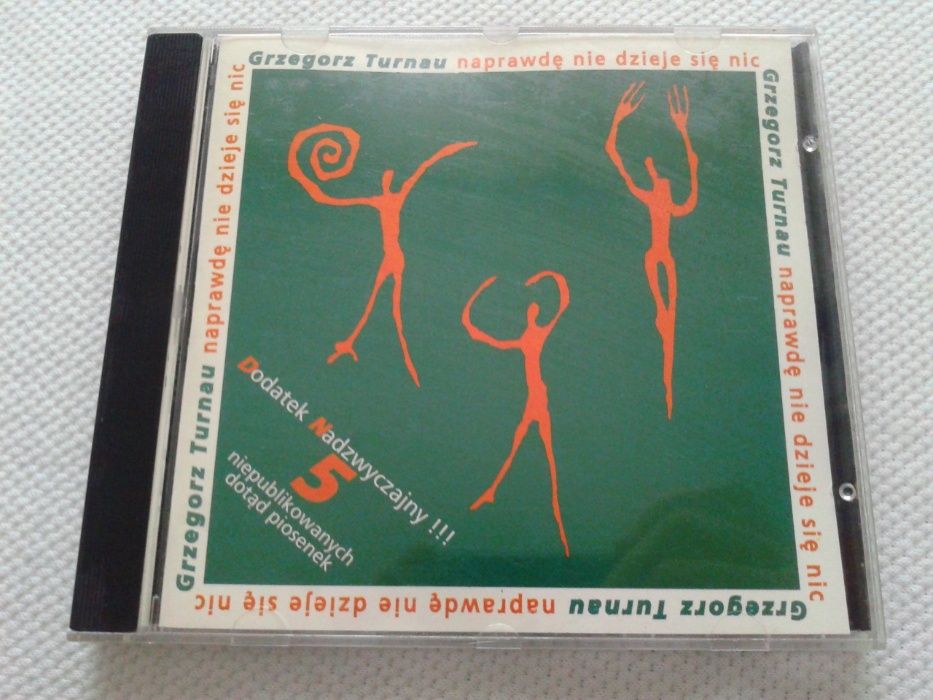 Grzegorz Turnau naprawdę nie dzieje się nic
Grzegorz Turnau naprawdę nie dzieje się nic
Grzegorz Turnau naprawdę nie dzieje się nic
Grzegorz Turnau naprawdę nie dzieje się nic
Dodatek Nadzwyczajny !!!
5
niepublikowanych
dotąd piosenek